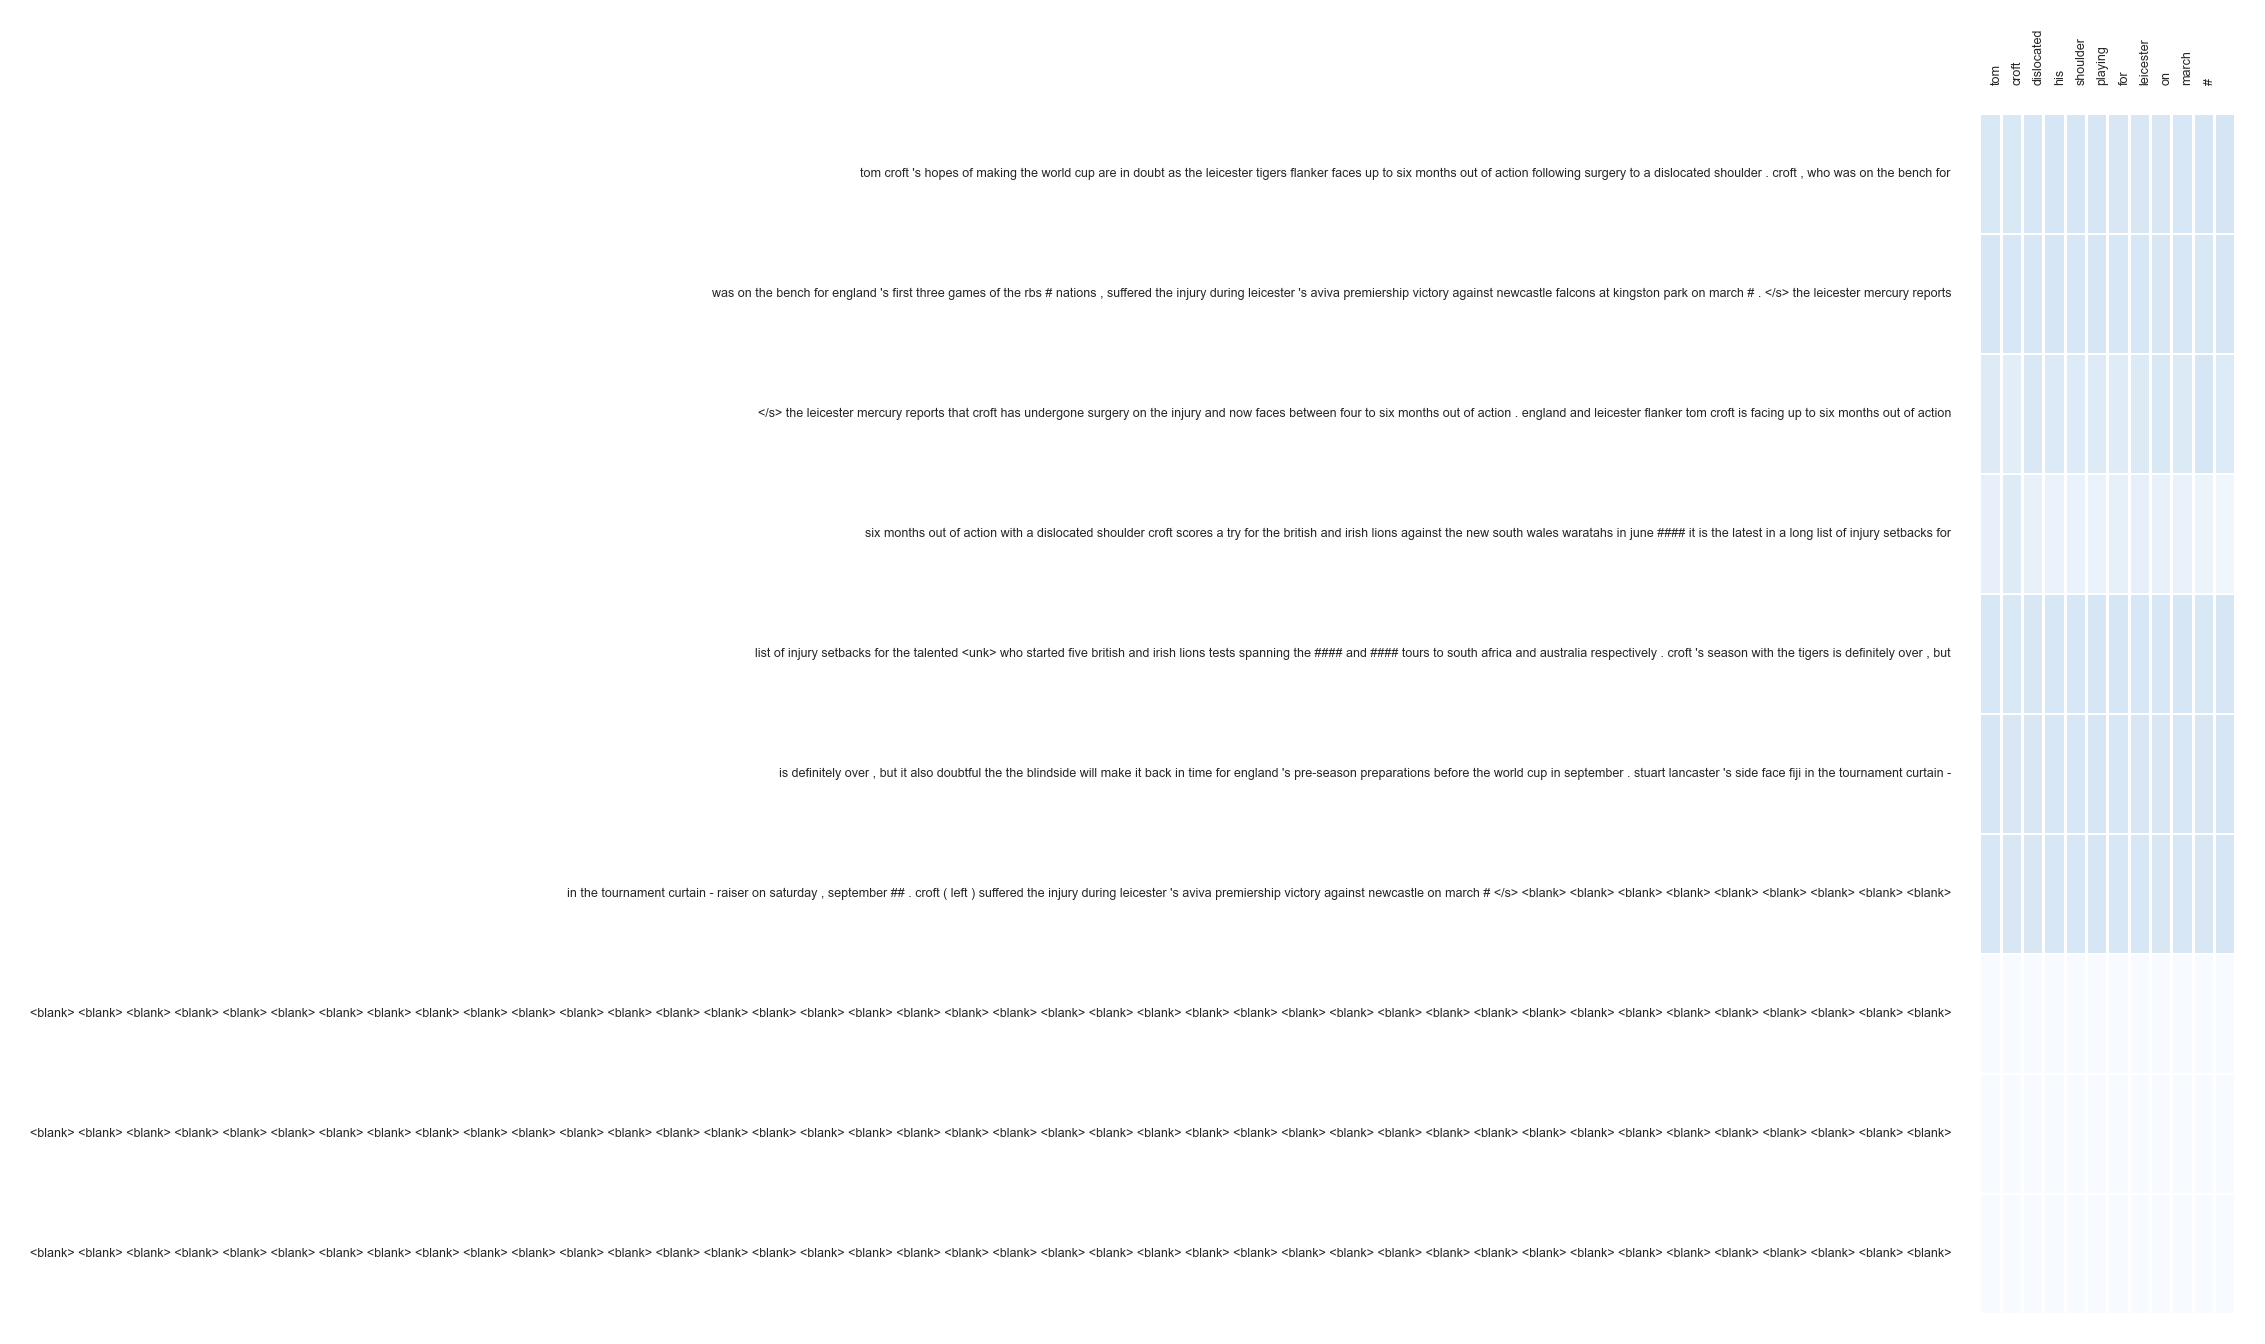 tom
croft
dislocated
his
shoulder
playing
for
leicester
on
march
#
tom croft 's hopes of making the world cup are in doubt as the leicester tigers flanker faces up to six months out of action following surgery to a dislocated shoulder . croft , who was on the bench for
was on the bench for england 's first three games of the rbs # nations , suffered the injury during leicester 's aviva premiership victory against newcastle falcons at kingston park on march # . </s> the leicester mercury reports
</s> the leicester mercury reports that croft has undergone surgery on the injury and now faces between four to six months out of action . england and leicester flanker tom croft is facing up to six months out of action
six months out of action with a dislocated shoulder croft scores a try for the british and irish lions against the new south wales waratahs in june #### it is the latest in a long list of injury setbacks for
list of injury setbacks for the talented <unk> who started five british and irish lions tests spanning the #### and #### tours to south africa and australia respectively . croft 's season with the tigers is definitely over , but
is definitely over , but it also doubtful the the blindside will make it back in time for england 's pre-season preparations before the world cup in september . stuart lancaster 's side face fiji in the tournament curtain -
in the tournament curtain - raiser on saturday , september ## . croft ( left ) suffered the injury during leicester 's aviva premiership victory against newcastle on march # </s> <blank> <blank> <blank> <blank> <blank> <blank> <blank> <blank> <blank>
<blank> <blank> <blank> <blank> <blank> <blank> <blank> <blank> <blank> <blank> <blank> <blank> <blank> <blank> <blank> <blank> <blank> <blank> <blank> <blank> <blank> <blank> <blank> <blank> <blank> <blank> <blank> <blank> <blank> <blank> <blank> <blank> <blank> <blank> <blank> <blank> <blank> <blank> <blank> <blank>
<blank> <blank> <blank> <blank> <blank> <blank> <blank> <blank> <blank> <blank> <blank> <blank> <blank> <blank> <blank> <blank> <blank> <blank> <blank> <blank> <blank> <blank> <blank> <blank> <blank> <blank> <blank> <blank> <blank> <blank> <blank> <blank> <blank> <blank> <blank> <blank> <blank> <blank> <blank> <blank>
<blank> <blank> <blank> <blank> <blank> <blank> <blank> <blank> <blank> <blank> <blank> <blank> <blank> <blank> <blank> <blank> <blank> <blank> <blank> <blank> <blank> <blank> <blank> <blank> <blank> <blank> <blank> <blank> <blank> <blank> <blank> <blank> <blank> <blank> <blank> <blank> <blank> <blank> <blank> <blank>